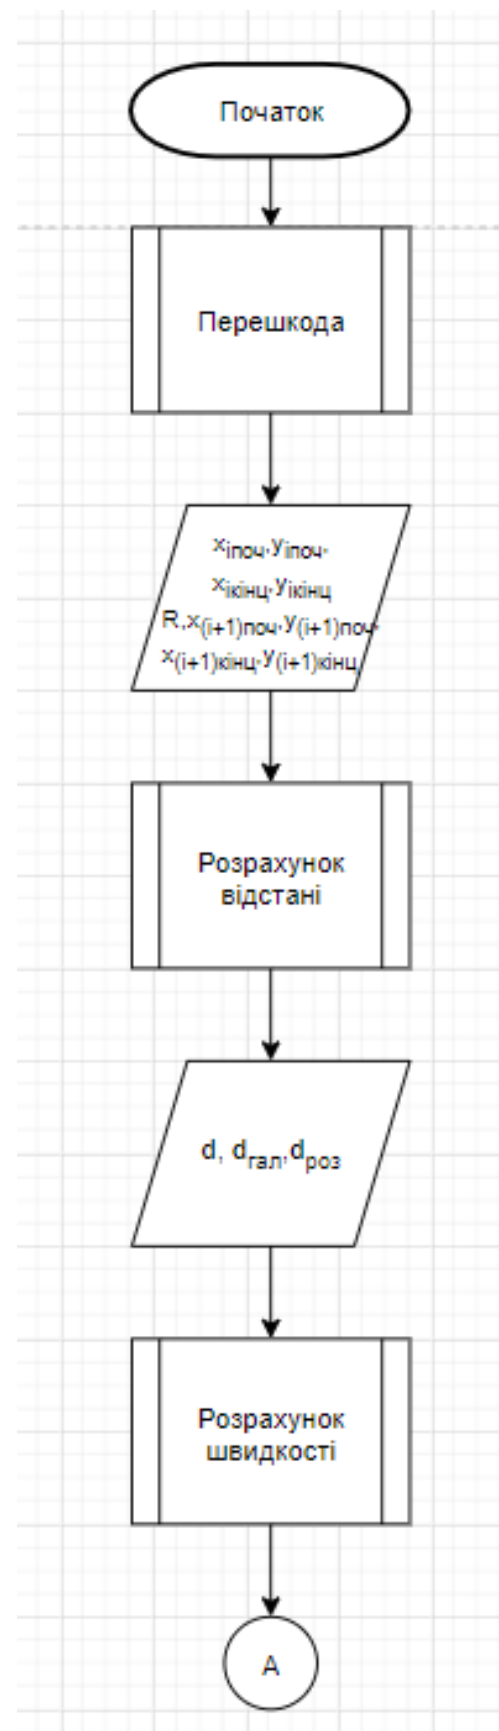 Початок
Перешкода
xіпоч,yіпоч,
xікінц,yікінц
R,x(i+1)поч,y(i+1)поч,
x(i+1)кінц,y(i+1)кінц
Розрахунок
відстані
d, dгал,dроз
Розрахунок
швидкості
А